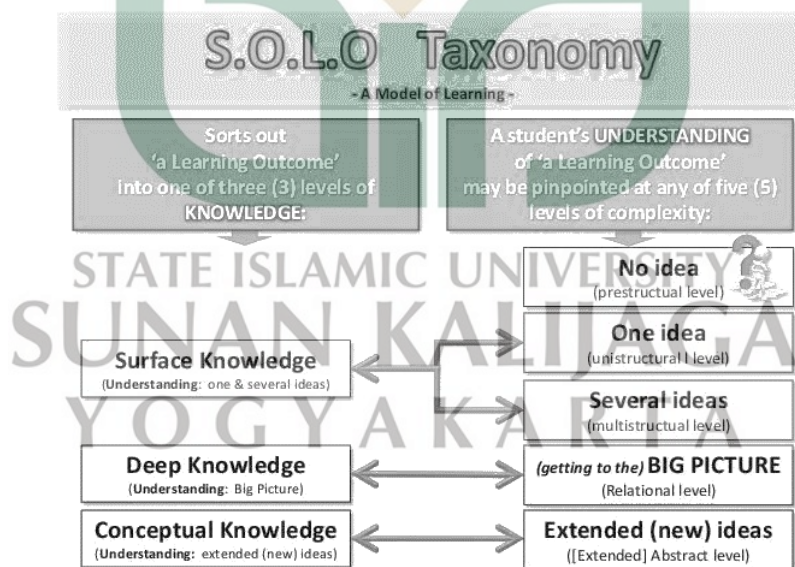 S.O.L.O Taxonomy
- A Model of Learning -
Sorts out
'a Learning Outcome'
into one of three (3) levels of
KNOWLEDGE:
A student's UNDERSTANDING
of 'a Learning Outcome'
may be pinpointed at any of five (5)
levels of complexity:
STATE ISLAMIC UNIVERSITY
SUNAN KALIJAGA
YOGYAKARTA
No idea
(prestructual level)
?
One idea
(unistructural l level)
Surface Knowledge
(Understanding: one & several ideas)
Several ideas
(multistructual level)
Deep Knowledge
(Understanding: Big Picture)
(getting to the) BIG PICTURE
(Relational level)
Conceptual Knowledge
(Understanding: extended (new) ideas)
Extended (new) ideas
([Extended] Abstract level)